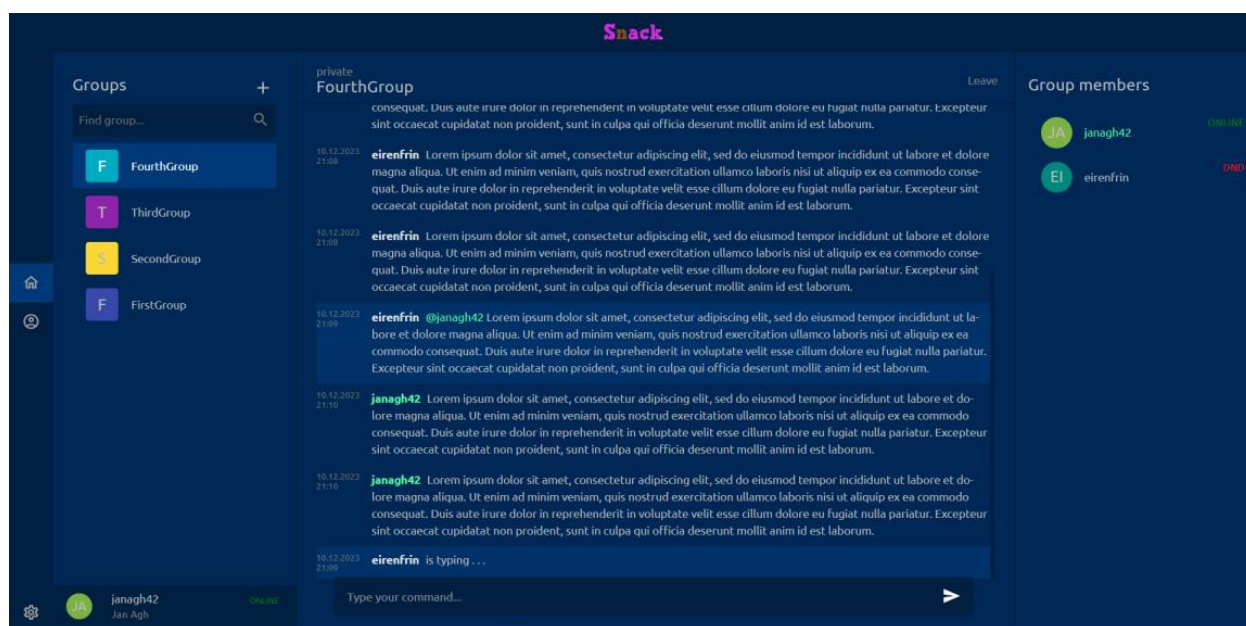 Snack
Groups
+
Find group...
F
FourthGroup
T
ThirdGroup
S
SecondGroup
F
FirstGroup
JA
janagh42
Jan Agh
ONLINE
private
FourthGroup
Leave
consequat. Duis aute irure dolor in reprehenderit in voluptate velit esse cillum dolore eu fugiat nulla pariatur. Excepteur
sint occaecat cupidatat non proident, sunt in culpa qui officia deserunt mollit anim id est laborum.
10.12.2023
21:08
eirenfrin Lorem ipsum dolor sit amet, consectetur adipiscing elit, sed do eiusmod tempor incididunt ut labore et dolore
magna aliqua. Ut enim ad minim veniam, quis nostrud exercitation ullamco laboris nisi ut aliquip ex ea commodo conse-
quat. Duis aute irure dolor in reprehenderit in voluptate velit esse cillum dolore eu fugiat nulla pariatur. Excepteur sint
occaecat cupidatat non proident, sunt in culpa qui officia deserunt mollit anim id est laborum.
10.12.2023
21:08
eirenfrin Lorem ipsum dolor sit amet, consectetur adipiscing elit, sed do eiusmod tempor incididunt ut labore et dolore
magna aliqua. Ut enim ad minim veniam, quis nostrud exercitation ullamco laboris nisi ut aliquip ex ea commodo conse-
quat. Duis aute irure dolor in reprehenderit in voluptate velit esse cillum dolore eu fugiat nulla pariatur. Excepteur sint
occaecat cupidatat non proident, sunt in culpa qui officia deserunt mollit anim id est laborum.
10.12.2023
21:09
eirenfrin @janagh42 Lorem ipsum dolor sit amet, consectetur adipiscing elit, sed do eiusmod tempor incididunt ut la-
bore et dolore magna aliqua. Ut enim ad minim veniam, quis nostrud exercitation ullamco laboris nisi ut aliquip ex ea
commodo consequat. Duis aute irure dolor in reprehenderit in voluptate velit esse cillum dolore eu fugiat nulla pariatur.
Excepteur sint occaecat cupidatat non proident, sunt in culpa qui officia deserunt mollit anim id est laborum.
10.12.2023
21:10
janagh42 Lorem ipsum dolor sit amet, consectetur adipiscing elit, sed do eiusmod tempor incididunt ut labore et do-
lore magna aliqua. Ut enim ad minim veniam, quis nostrud exercitation ullamco laboris nisi ut aliquip ex ea commodo
consequat. Duis aute irure dolor in reprehenderit in voluptate velit esse cillum dolore eu fugiat nulla pariatur. Excepteur
sint occaecat cupidatat non proident, sunt in culpa qui officia deserunt mollit anim id est laborum.
10.12.2023
21:10
janagh42 Lorem ipsum dolor sit amet, consectetur adipiscing elit, sed do eiusmod tempor incididunt ut labore et do-
lore magna aliqua. Ut enim ad minim veniam, quis nostrud exercitation ullamco laboris nisi ut aliquip ex ea commodo
consequat. Duis aute irure dolor in reprehenderit in voluptate velit esse cillum dolore eu fugiat nulla pariatur. Excepteur
sint occaecat cupidatat non proident, sunt in culpa qui officia deserunt mollit anim id est laborum.
10.12.2023
21:09
eirenfrin is typing . . .
Type your command...
Group members
JA
janagh42
ONLINE
EI
eirenfrin
DND